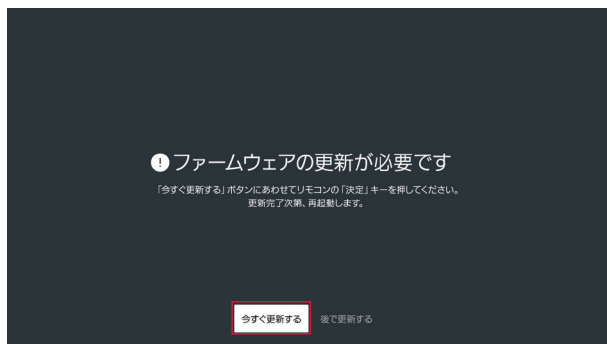 !ファームウェアの更新が必要です
「今すぐ更新する」ボタンにあわせてリモコンの「決定」キーを押してください。
更新完了次第、再起動します。
今すぐ更新する 後で更新する